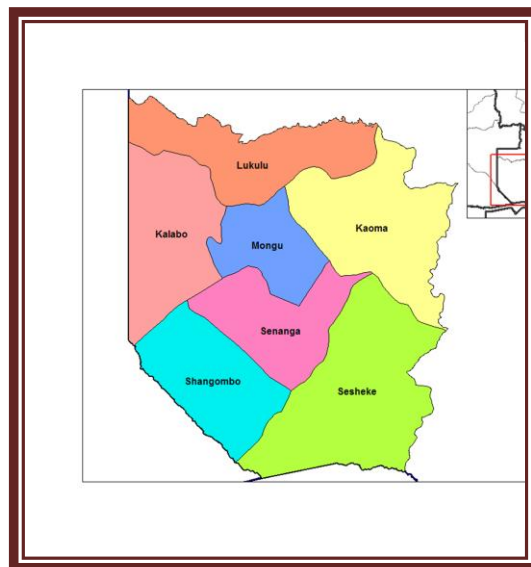 Lukulu
Kalabo
Kaoma
Mongu
Senanga
Shangombo
Sesheke